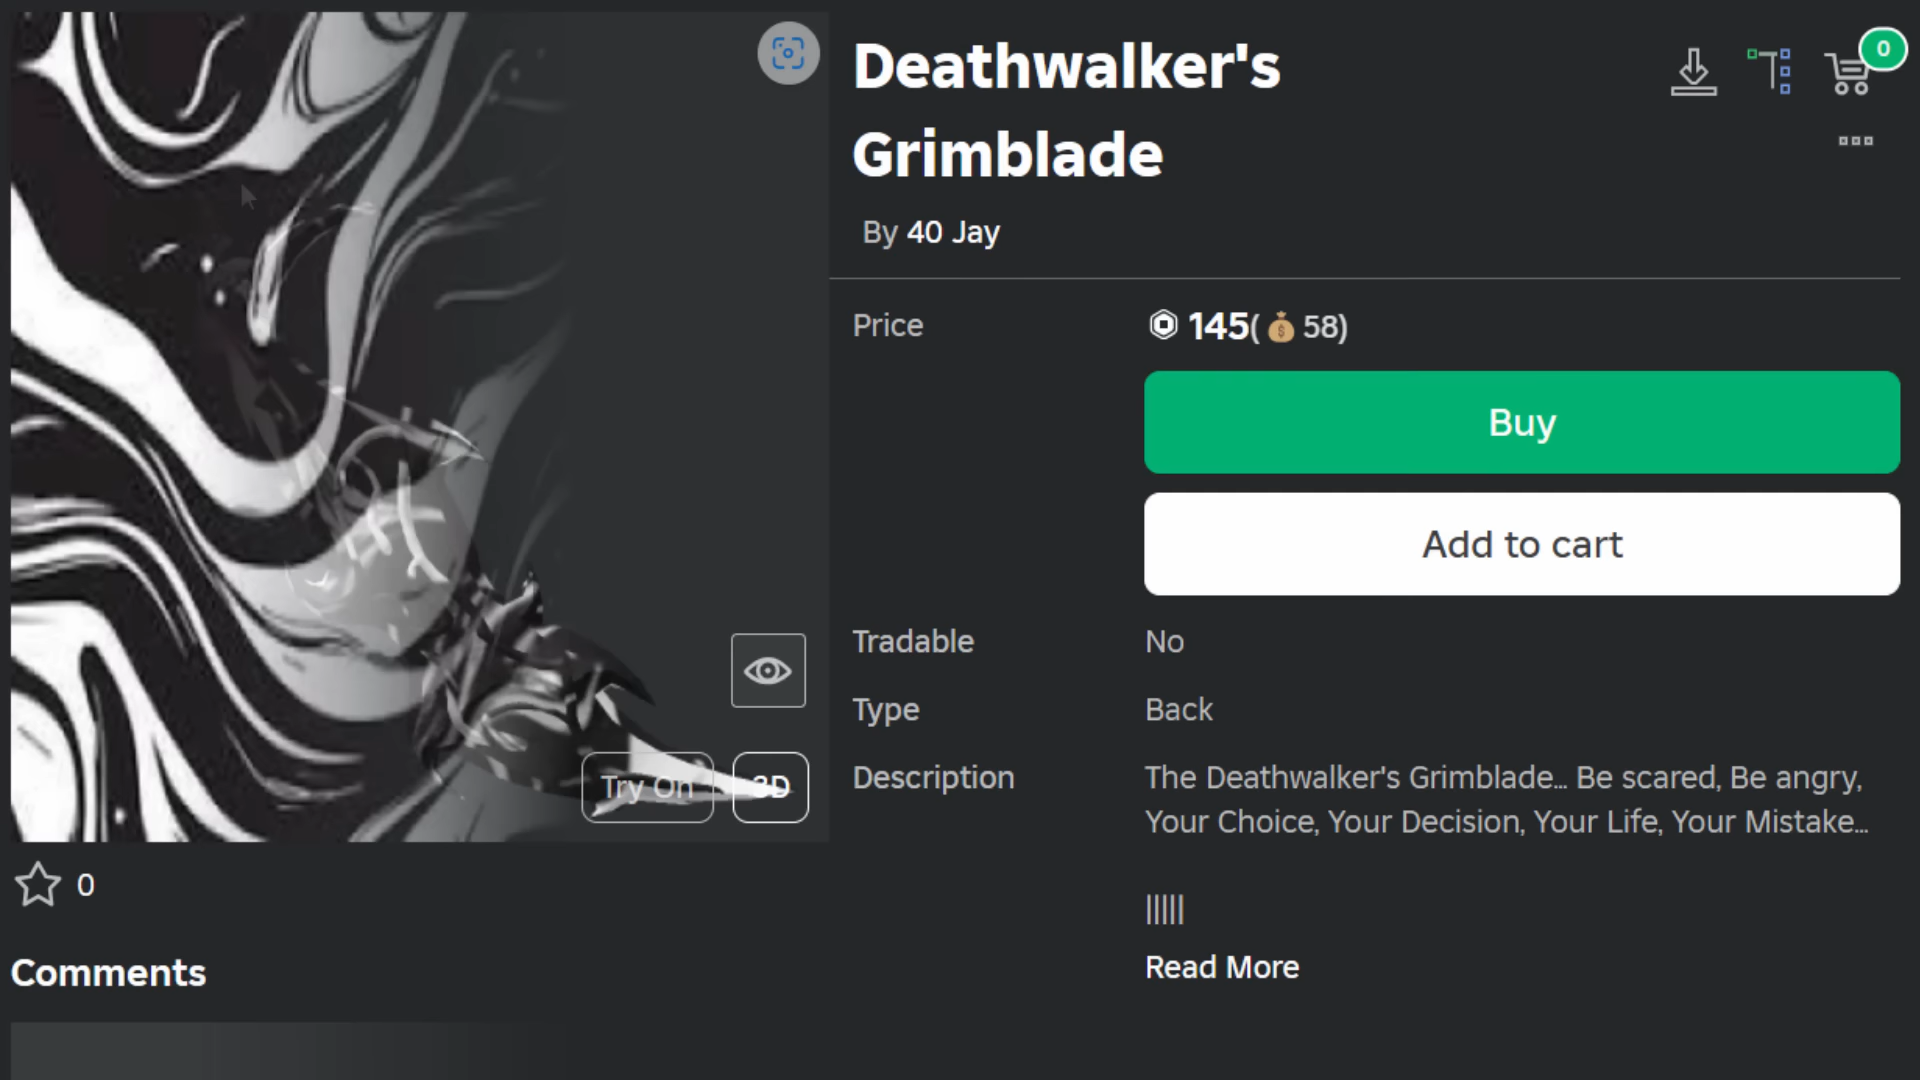 Deathwalker's
Grimblade
0
By 40 Jay
Price
145( 58)
Buy
Add to cart
Tradable
No
Type
Back
Description
The Deathwalker's Grimblade... Be scared, Be angry,
Your Choice, Your Decision, Your Life, Your Mistake...
|||||
Read More
Try On
3D
0
Comments